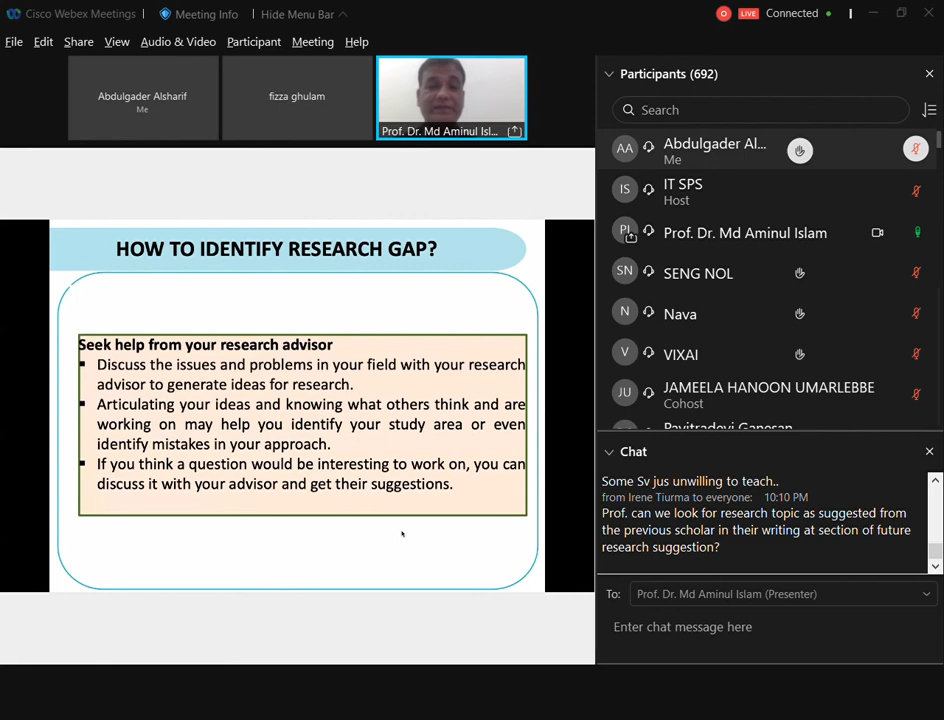 Cisco Webex Meetings
Meeting Info
Hide Menu Bar
LIVE
Connected
File Edit Share View Audio & Video Participant Meeting Help
Abdulgader Alsharif
Me
fizza ghulam
Prof. Dr. Md Aminul Isl...
HOW TO IDENTIFY RESEARCH GAP?
Seek help from your research advisor
Discuss the issues and problems in your field with your research
advisor to generate ideas for research.
Articulating your ideas and knowing what others think and are
working on may help you identify your study area or even
identify mistakes in your approach.
If you think a question would be interesting to work on, you can
discuss it with your advisor and get their suggestions.
Participants (692)
Search
AA
Abdulgader Al...
Me
IS
IT SPS
Host
PI
Prof. Dr. Md Aminul Islam
SN
SENG NOL
N
Nava
V
VIXAI
JU
JAMEELA HANOON UMARLEBBE
Cohost
Pavitradevi Ganesan
Chat
Some Sv jus unwilling to teach..
from Irene Tiurma to everyone: 10:10 PM
Prof. can we look for research topic as suggested from
the previous scholar in their writing at section of future
research suggestion?
To:
Prof. Dr. Md Aminul Islam (Presenter)
Enter chat message here